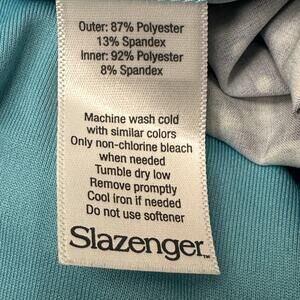 Outer: 87% Polyester
13% Spandex
Inner: 92% Polyester
8% Spandex
Machine wash cold
with similar colors
Only non-chlorine bleach
when needed
Tumble dry low
Remove promptly
Cool iron if needed
Do not use softener
Slazenger™